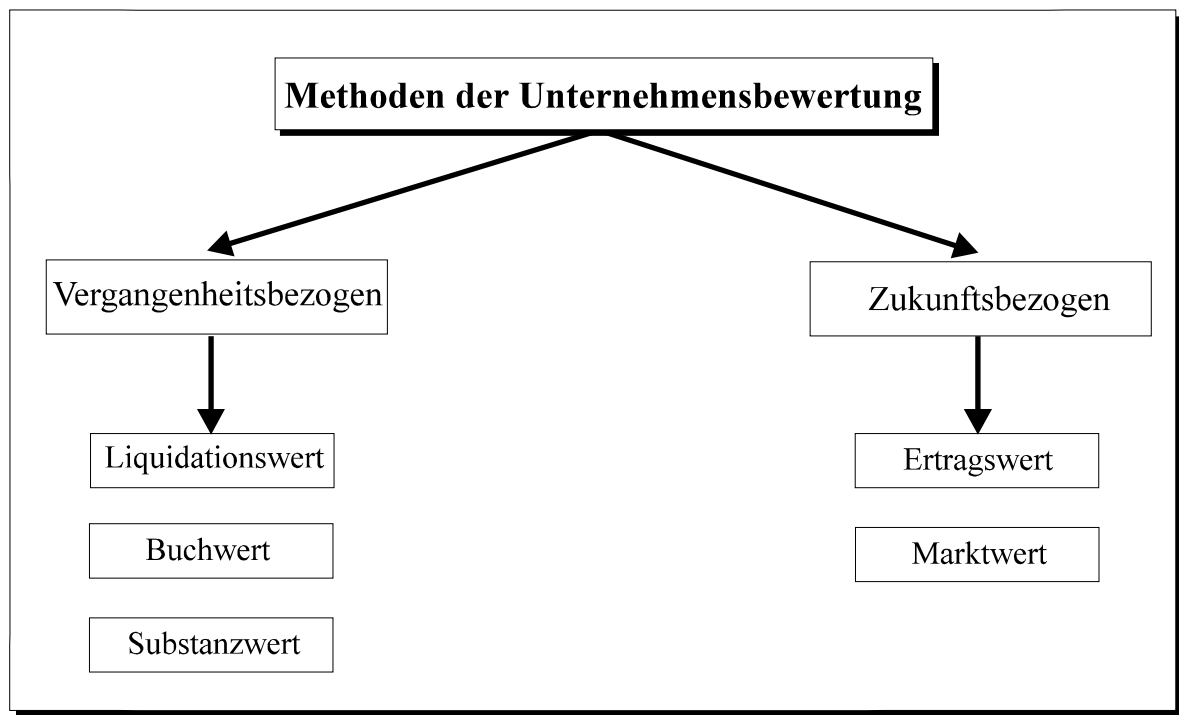 Methoden der Unternehmensbewertung
Vergangenheitsbezogen
Zukunftsbezogen
Liquidationswert
Ertragswert
Buchwert
Marktwert
Substanzwert